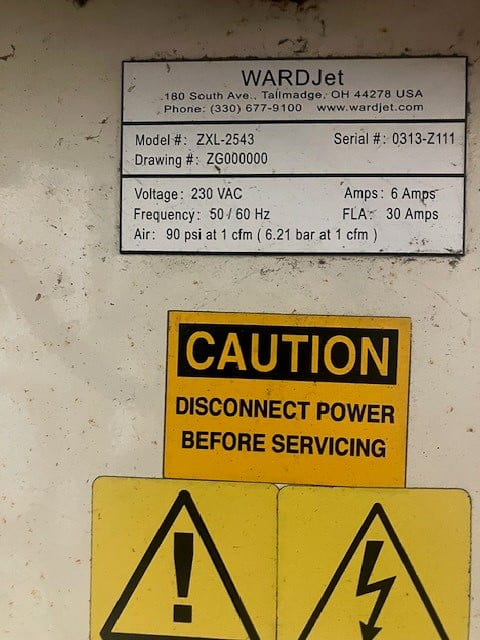 WARDJet
180 South Ave., Tallmadge, OH 44278 USA
Phone: (330) 677-9100 www.wardjet.com
Model #: ZXL-2543 Serial #: 0313-Z111
Drawing #: ZG000000
Voltage: 230 VAC Amps: 6 Amps
Frequency: 50 / 60 Hz FLA: 30 Amps
Air: 90 psi at 1 cfm ( 6.21 bar at 1 cfm )
CAUTION
DISCONNECT POWER
BEFORE SERVICING